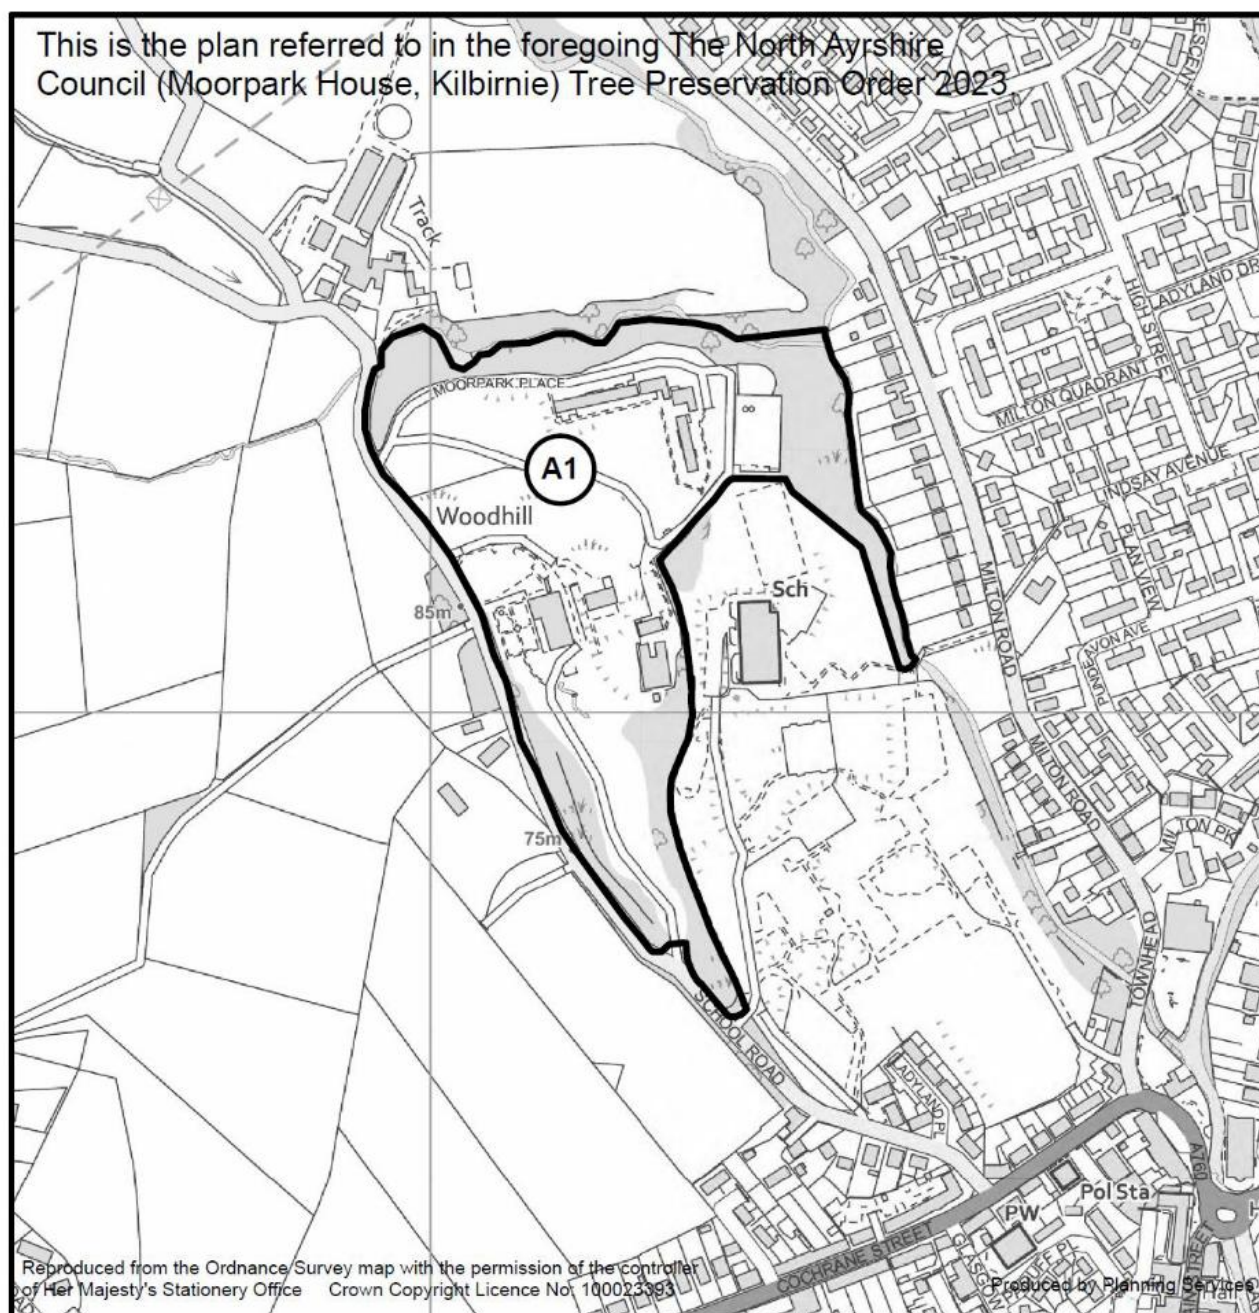 This is the plan referred to in the foregoing The North Ayrshire
Council (Moorpark House, Kilbirnie) Tree Preservation Order 2023.
Track
LADYLAND DR
HIGH STREET
MOORPARK PLACE
MILTON QUADRANT
A1
LINDSAY AVENUE
Woodhill
PLAN VIEW
MILTON ROAD
Sch
85m
PUNDEAVON AVE
MILTON ROAD
75m
MILTON PK
TOWNHEAD
SCHOOL ROAD
LADYLAND PL
A760
Pol Sta
PW
COCHRANE STREET
Reproduced from the Ordnance Survey map with the permission of the controller
of Her Majesty's Stationery Office Crown Copyright Licence No: 100023393
Produced by Planning Services
Hall